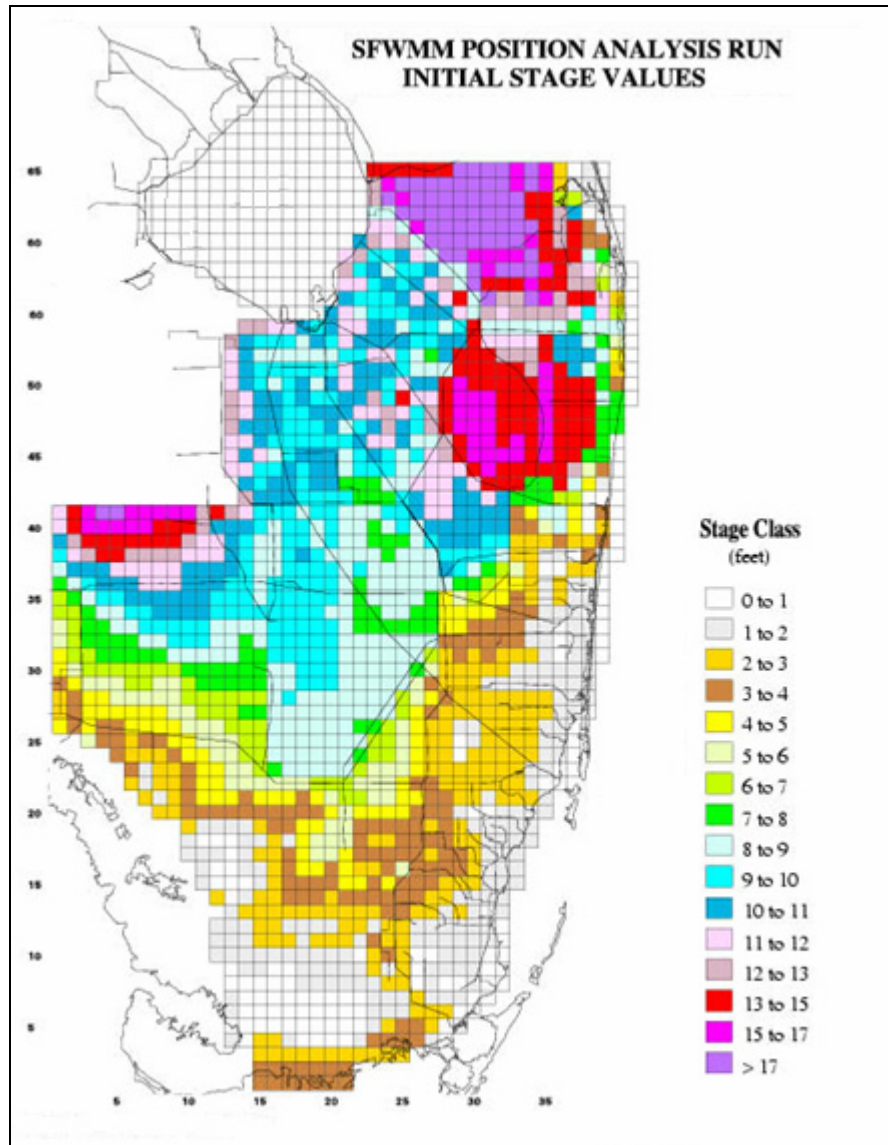 SFWMM POSITION ANALYSIS RUN
INITIAL STAGE VALUES
65
60
55
50
45
40
35
30
25
20
15
10
5
5 10 15 20 25 30 35
Stage Class
(feet)
0 to 1
1 to 2
2 to 3
3 to 4
4 to 5
5 to 6
6 to 7
7 to 8
8 to 9
9 to 10
10 to 11
11 to 12
12 to 13
13 to 15
15 to 17
> 17